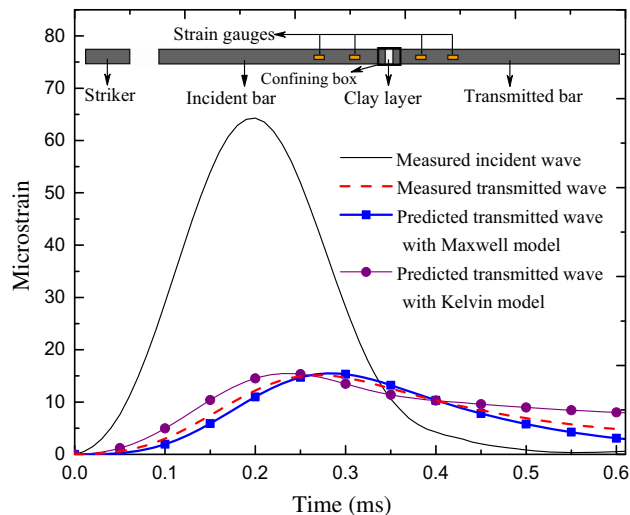 80
70
60
50
40
30
20
10
0
Microstrain
Strain gauges
Confining box
Striker
Incident bar
Clay layer
Transmitted bar
Measured incident wave
Measured transmitted wave
Predicted transmitted wave
with Maxwell model
Predicted transmitted wave
with Kelvin model
0.0 0.1 0.2 0.3 0.4 0.5 0.6
Time (ms)